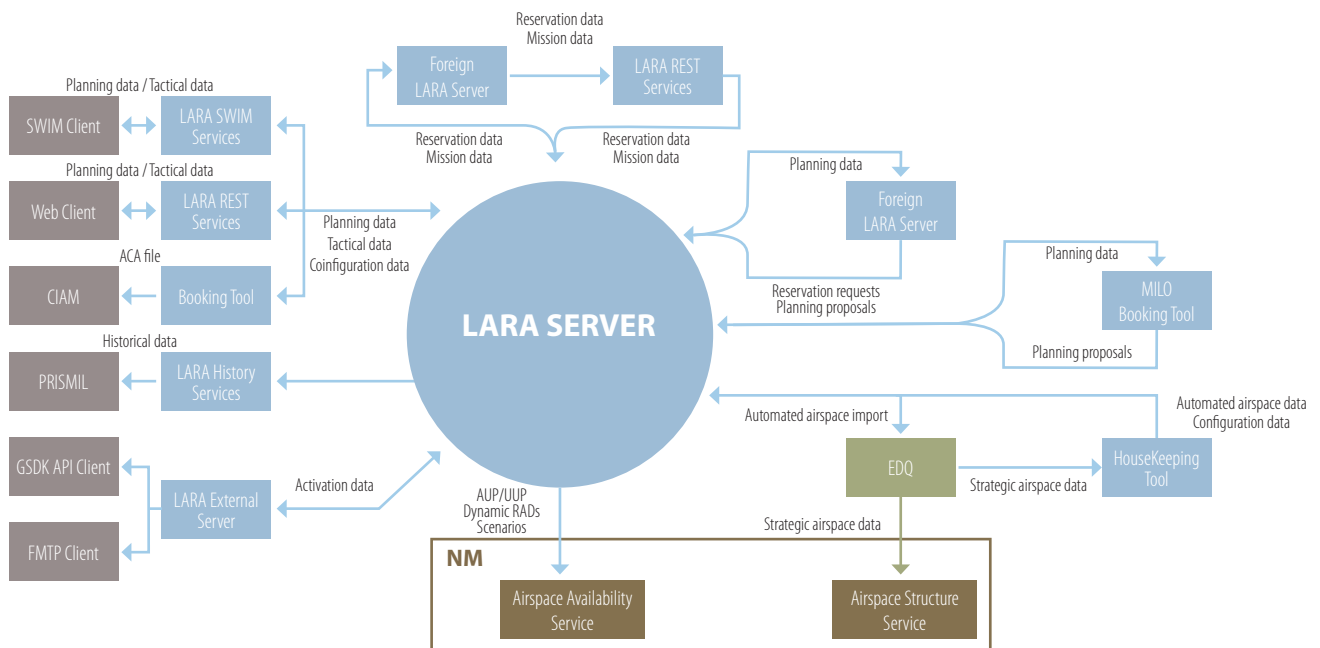 Reservation data
Mission data
Foreign
LARA Server
LARA REST
Services
Planning data / Tactical data
SWIM Client
LARA SWIM
Services
Reservation data
Mission data
Reservation data
Mission data
Planning data / Tactical data
Web Client
LARA REST
Services
Planning data
Tactical data
Coinfiguration data
Planning data
Foreign
LARA Server
Reservation requests
Planning proposals
ACA file
CIAM
Booking Tool
Planning data
MILO
Booking Tool
Planning proposals
LARA SERVER
Historical data
PRISMIL
LARA History
Services
Automated airspace import
Automated airspace data
Configuration data
EDQ
Strategic airspace data
HouseKeeping
Tool
GSDK API Client
FMTP Client
LARA External
Server
Activation data
AUP/UUP
Dynamic RADs
Scenarios
Strategic airspace data
NM
Airspace Availability
Service
Airspace Structure
Service